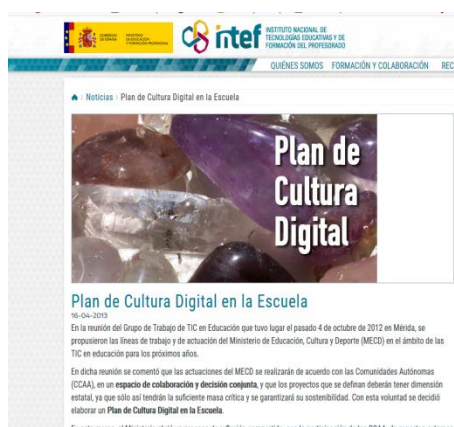 GOBIERNO DE ESPAÑA
MINISTERIO DE EDUCACIÓN Y FORMACIÓN PROFESIONAL
intef
INSTITUTO NACIONAL DE
TECNOLOGÍAS EDUCATIVAS Y DE
FORMACIÓN DEL PROFESORADO
QUIÉNES SOMOS FORMACIÓN Y COLABORACIÓN REC
Noticias Plan de Cultura Digital en la Escuela
Plan de
Cultura
Digital
Plan de Cultura Digital en la Escuela
16-04-2013
En la reunión del Grupo de Trabajo de TIC en Educación que tuvo lugar el pasado 4 de octubre de 2012 en Mérida, se
propusieron las líneas de trabajo y de actuación del Ministerio de Educación, Cultura y Deporte (MECD) en el ámbito de las
TIC en educación para los próximos años.
En dicha reunión se comentó que las actuaciones del MECD se realizarán de acuerdo con las Comunidades Autónomas
(CCAA), en un espacio de colaboración y decisión conjunta, y que los proyectos que se definan deberán tener dimensión
estatal, ya que sólo así tendrán la suficiente masa crítica y se garantizará su sostenibilidad. Con esta voluntad se decidió
elaborar un Plan de Cultura Digital en la Escuela.